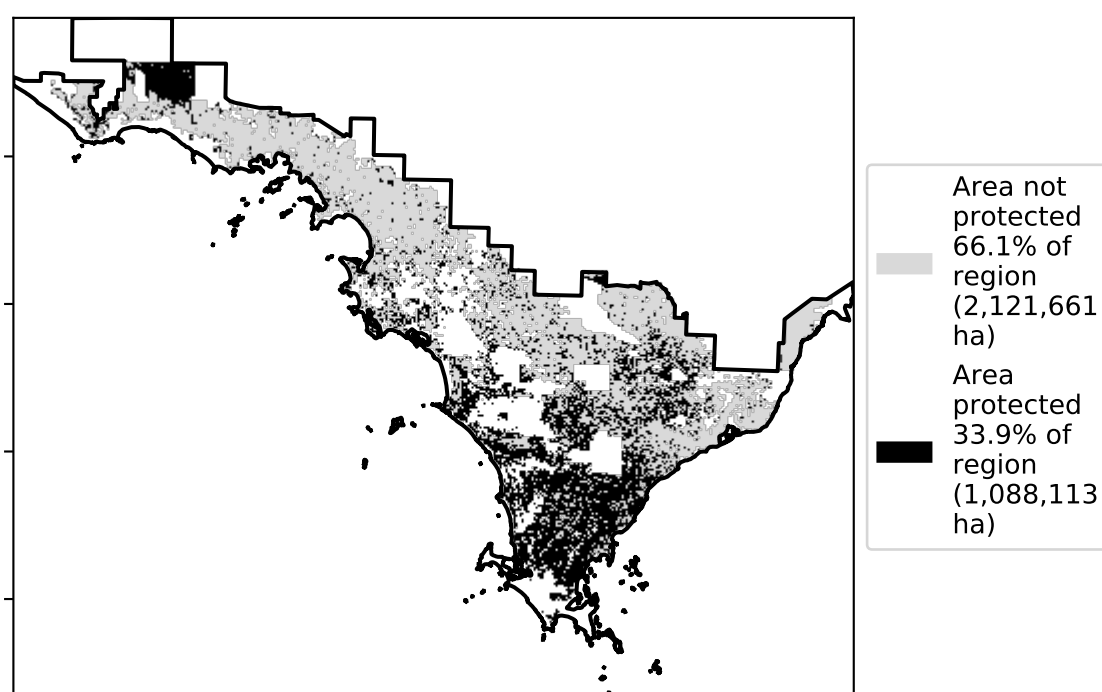 Area not
protected
66.1% of
region
(2,121,661
ha)
Area
protected
33.9% of
region
(1,088,113
ha)